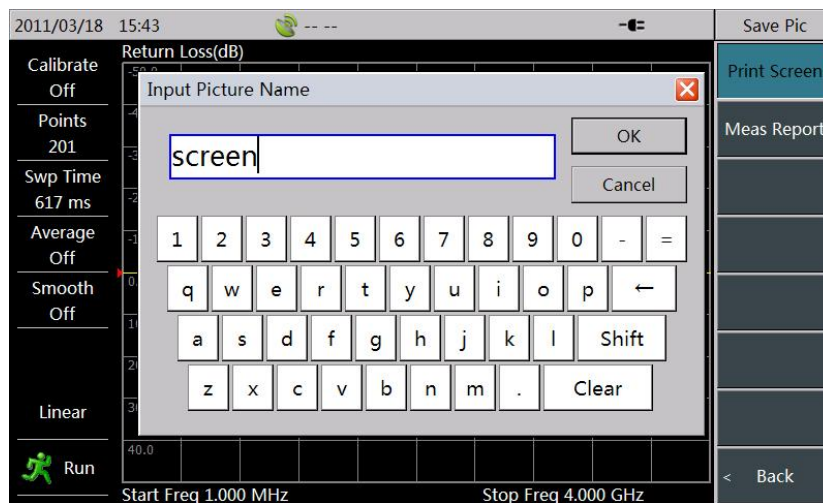 2011/03/18 15:43 -- -- Save Pic
Calibrate
Off
Points
201
Swp Time
617 ms
Average
Off
Smooth
Off
Linear
Run
Return Loss(dB)
Input Picture Name
screen
OK
Cancel
1 2 3 4 5 6 7 8 9 0 - =
q w e r t y u i o p ←
a s d f g h j k l Shift
z x c v b n m . Clear
40.0
Start Freq 1.000 MHz Stop Freq 4.000 GHz
Print Screen
Meas Report
< Back